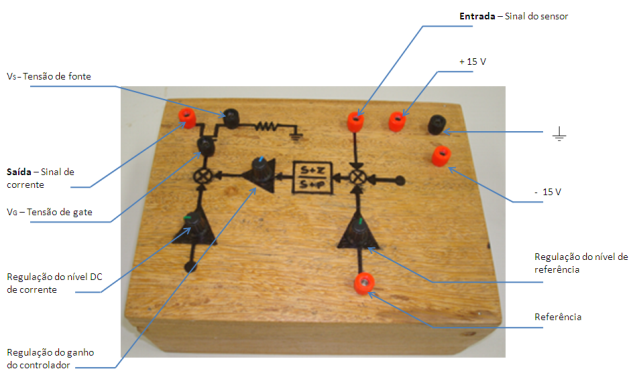 Entrada – Sinal do sensor
+ 15 V
Vs– Tensão de fonte
Saída – Sinal de
corrente
VG – Tensão de gate
- 15 V
S+Z
S+P
Regulação do nível DC
de corrente
Regulação do nível de
referência
Referência
Regulação do ganho
do controlador